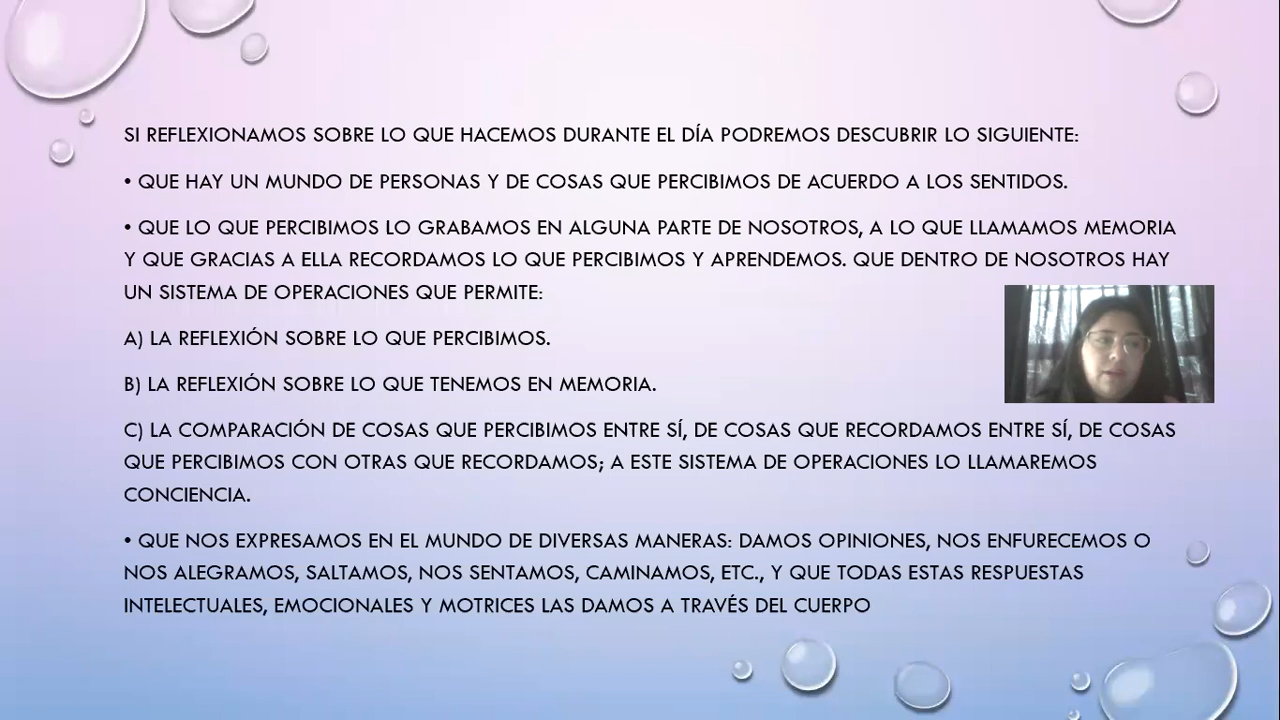 SI REFLEXIONAMOS SOBRE LO QUE HACEMOS DURANTE EL DÍA PODREMOS DESCUBRIR LO SIGUIENTE:
• QUE HAY UN MUNDO DE PERSONAS Y DE COSAS QUE PERCIBIMOS DE ACUERDO A LOS SENTIDOS.
• QUE LO QUE PERCIBIMOS LO GRABAMOS EN ALGUNA PARTE DE NOSOTROS, A LO QUE LLAMAMOS MEMORIA
Y QUE GRACIAS A ELLA RECORDAMOS LO QUE PERCIBIMOS Y APRENDEMOS. QUE DENTRO DE NOSOTROS HAY
UN SISTEMA DE OPERACIONES QUE PERMITE:
A) LA REFLEXIÓN SOBRE LO QUE PERCIBIMOS.
B) LA REFLEXIÓN SOBRE LO QUE TENEMOS EN MEMORIA.
C) LA COMPARACIÓN DE COSAS QUE PERCIBIMOS ENTRE SÍ, DE COSAS QUE RECORDAMOS ENTRE SÍ, DE COSAS
QUE PERCIBIMOS CON OTRAS QUE RECORDAMOS; A ESTE SISTEMA DE OPERACIONES LO LLAMAREMOS
CONCIENCIA.
• QUE NOS EXPRESAMOS EN EL MUNDO DE DIVERSAS MANERAS: DAMOS OPINIONES, NOS ENFURECEMOS O
NOS ALEGRAMOS, SALTAMOS, NOS SENTAMOS, CAMINAMOS, ETC., Y QUE TODAS ESTAS RESPUESTAS
INTELECTUALES, EMOCIONALES Y MOTRICES LAS DAMOS A TRAVÉS DEL CUERPO